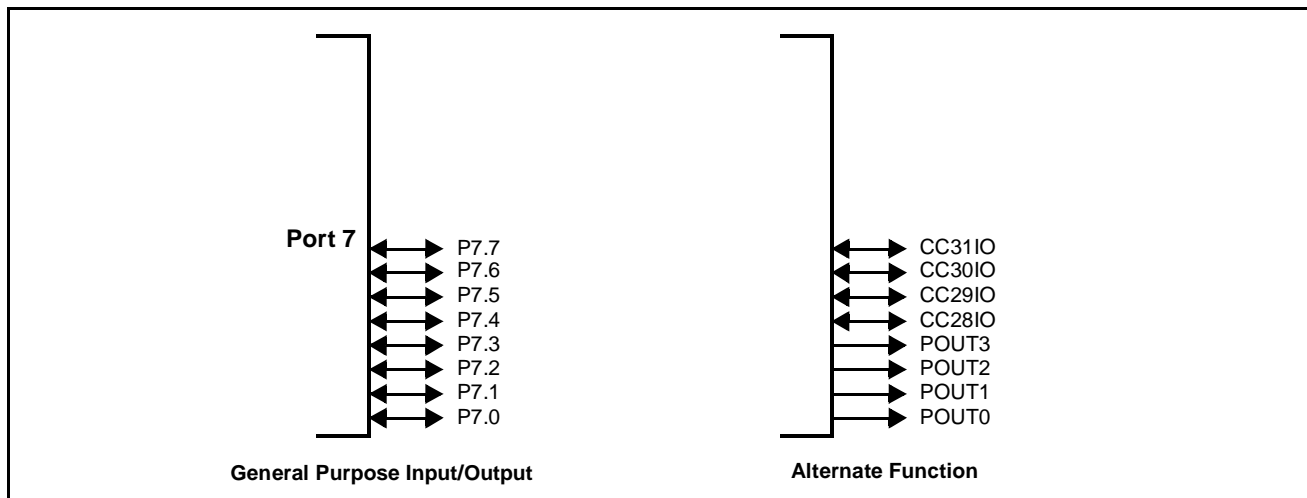 Port 7
P7.7
P7.6
P7.5
P7.4
P7.3
P7.2
P7.1
P7.0
General Purpose Input/Output
CC31IO
CC30IO
CC29IO
CC28IO
POUT3
POUT2
POUT1
POUT0
Alternate Function